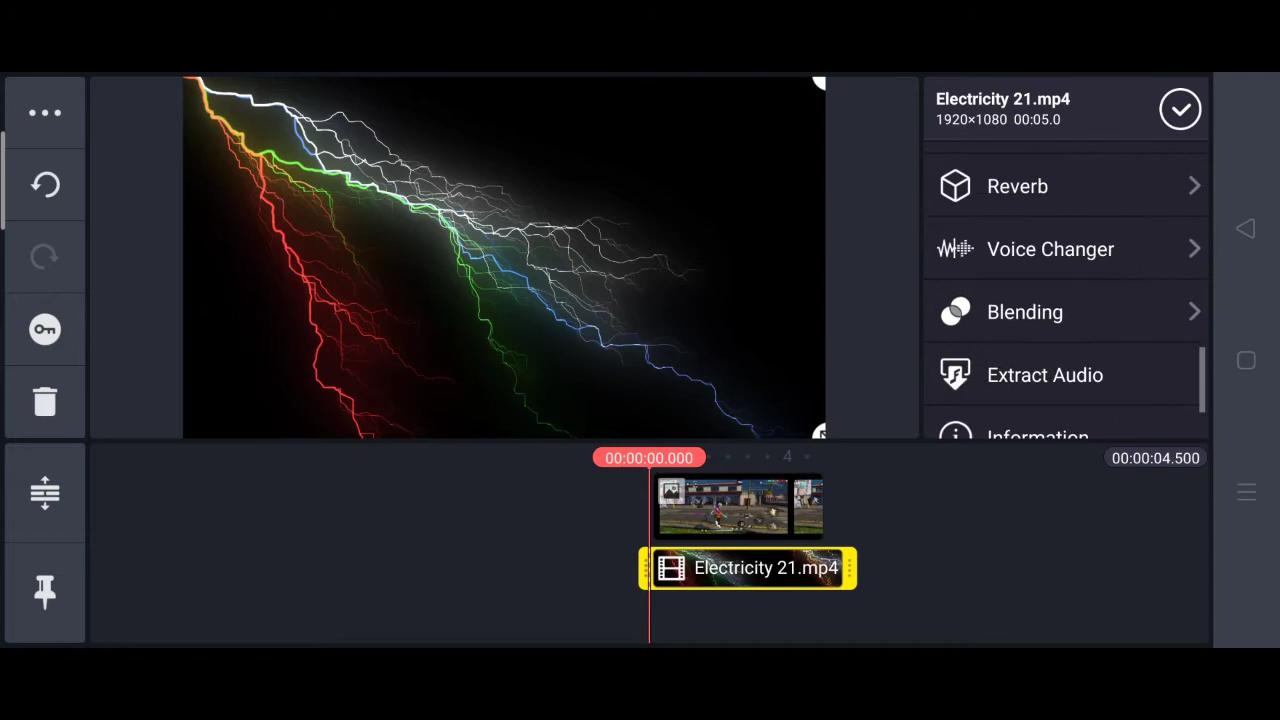 Electricity 21.mp4
1920×1080 00:05.0
Reverb
Voice Changer
Blending
Extract Audio
Information
00:00:00.000
4
00:00:04.500
Electricity 21.mp4